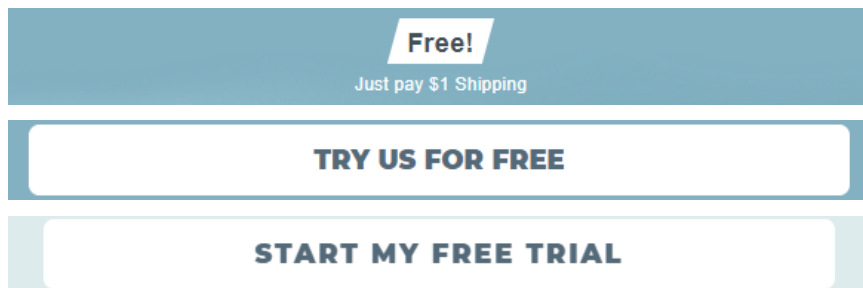 Free!
Just pay $1 Shipping
TRY US FOR FREE
START MY FREE TRIAL